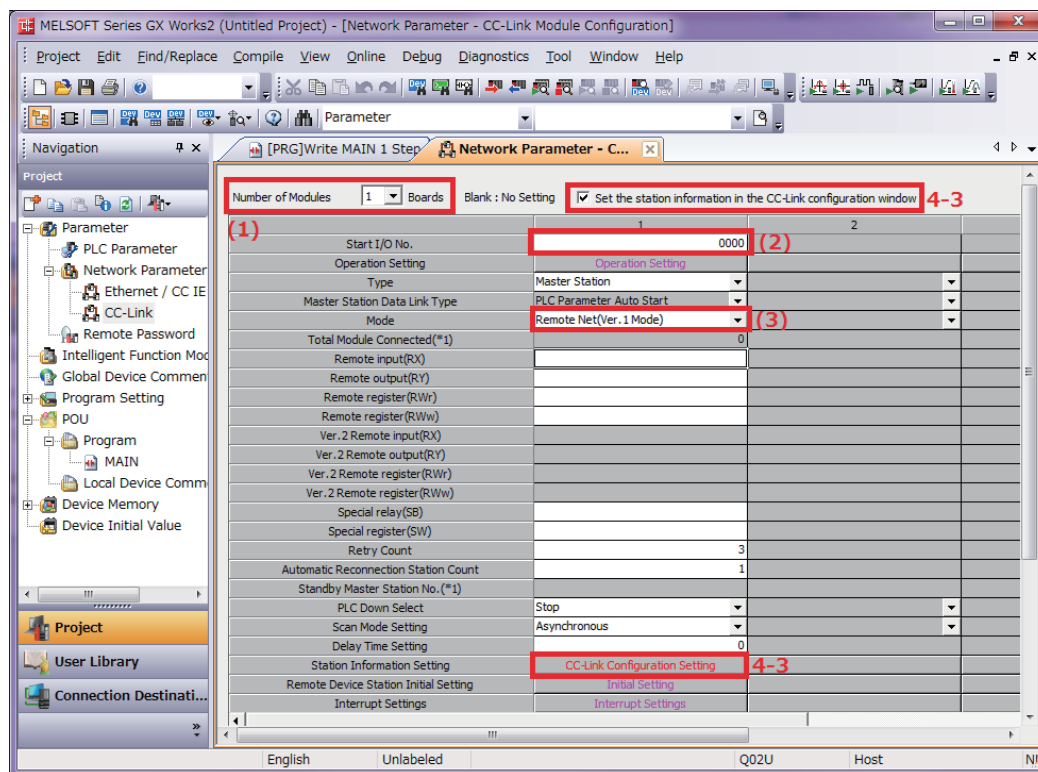 MELSOFT Series GX Works2 (Untitled Project) - [Network Parameter - CC-Link Module Configuration]
Project Edit Find/Replace Compile View Online Debug Diagnostics Tool Window Help
Parameter
Navigation
[PRG]Write MAIN 1 Step
Network Parameter - C...
Project
Parameter
PLC Parameter
Network Parameter
Ethernet / CC IE
CC-Link
Remote Password
Intelligent Function Mod
Global Device Commen
Program Setting
POU
Program
MAIN
Local Device Comm
Device Memory
Device Initial Value
Project
User Library
Connection Destinati...
Number of Modules 1 Boards Blank : No Setting Set the station information in the CC-Link configuration window 4-3
(1) 1 2
Start I/O No. 0000 (2)
Operation Setting Operation Setting
Type Master Station
Master Station Data Link Type PLC Parameter Auto Start
Mode Remote Net(Ver.1 Mode) (3)
Total Module Connected(*1) 0
Remote input(RX)
Remote output(RY)
Remote register(RWr)
Remote register(RWw)
Ver.2 Remote input(RX)
Ver.2 Remote output(RY)
Ver.2 Remote register(RWr)
Ver.2 Remote register(RWw)
Special relay(SB)
Special register(SW)
Retry Count 3
Automatic Reconnection Station Count 1
Standby Master Station No.(*1)
PLC Down Select Stop
Scan Mode Setting Asynchronous
Delay Time Setting 0
Station Information Setting CC-Link Configuration Setting 4-3
Remote Device Station Initial Setting Initial Setting
Interrupt Settings Interrupt Settings
English Unlabeled Q02U Host